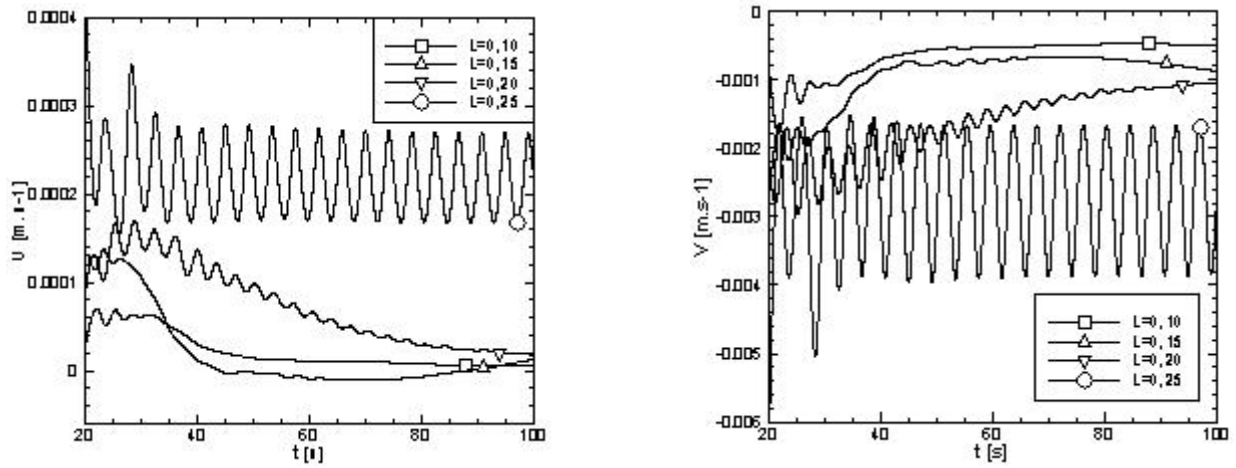 0.0004
0.0003
0.0002
0.0001
0
U [m.s-1]
20
40
60
80
100
t [s]
L=0,10
L=0,15
L=0,20
L=0,25
-0
-0.001
-0.002
-0.003
-0.004
-0.005
-0.006
V [m.s-1]
20
40
60
80
100
t [s]
L=0,10
L=0,15
L=0,20
L=0,25